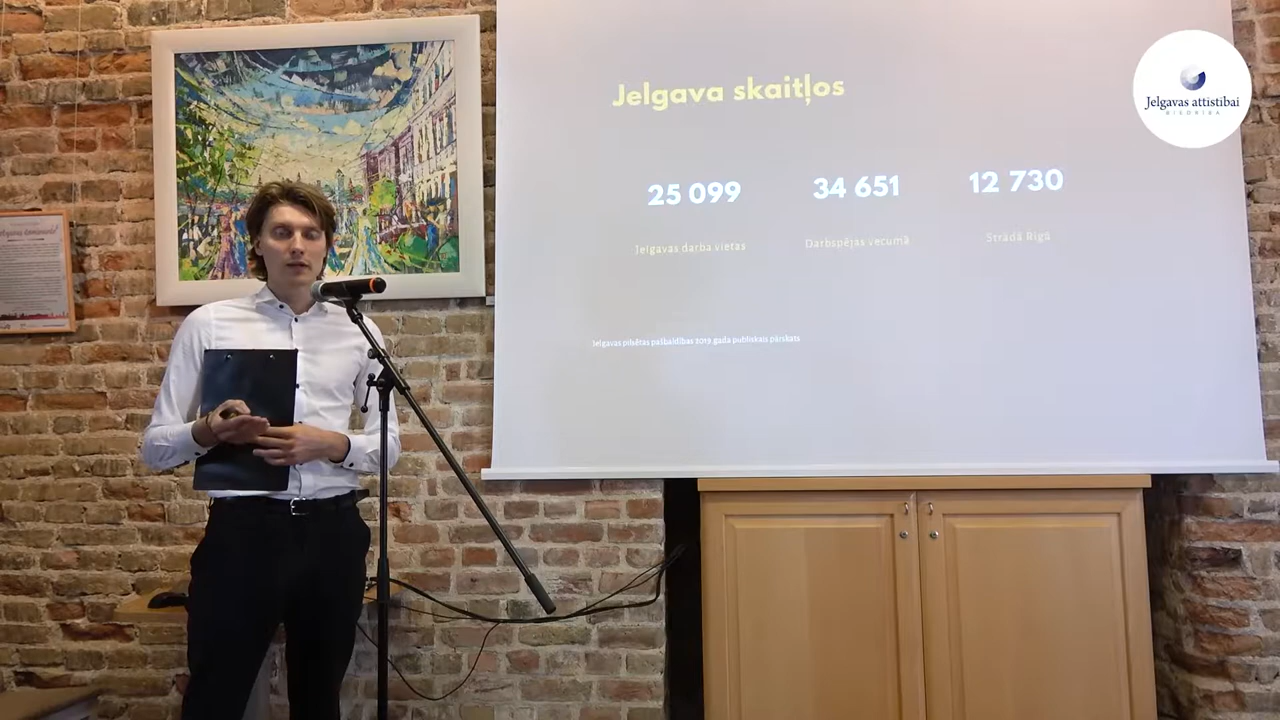 Jelgava skaitļos
25 099
34 651
12 730
Jelgavas darba vietas
Darbspējas vecumā
Strādā Rīgā
Jelgavas pilsētas pašvaldības 2019.gada publiskais pārskats
Jelgavas attīstībai
BIEDRĪBA